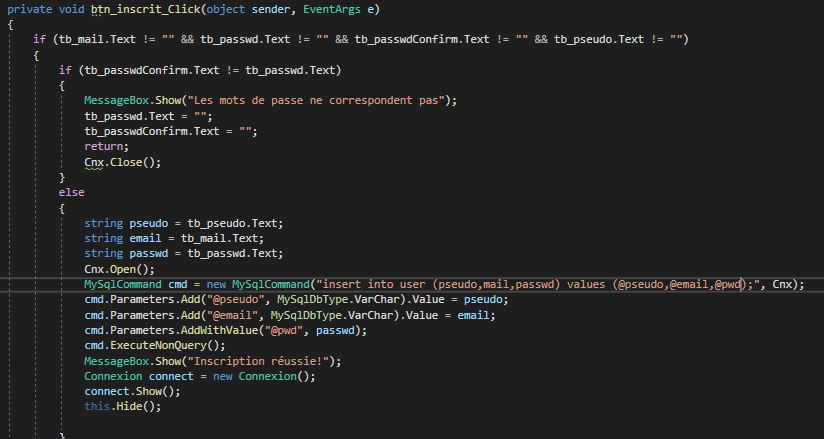 private void btn_inscrit_Click(object sender, EventArgs e)
{
if (tb_mail.Text != "" && tb_passwd.Text != "" && tb_passwdConfirm.Text != "" && tb_pseudo.Text != "")
{
if (tb_passwdConfirm.Text != tb_passwd.Text)
{
MessageBox.Show("Les mots de passe ne correspondent pas");
tb_passwd.Text = "";
tb_passwdConfirm.Text = "";
return;
Cnx.Close();
}
else
{
string pseudo = tb_pseudo.Text;
string email = tb_mail.Text;
string passwd = tb_passwd.Text;
Cnx.Open();
MySqlCommand cmd = new MySqlCommand("insert into user (pseudo,mail,passwd) values (@pseudo,@email,@pwd);", Cnx);
cmd.Parameters.Add("@pseudo", MySqlDbType.VarChar).Value = pseudo;
cmd.Parameters.Add("@email", MySqlDbType.VarChar).Value = email;
cmd.Parameters.AddWithValue("@pwd", passwd);
cmd.ExecuteNonQuery();
MessageBox.Show("Inscription réussie!");
Connexion connect = new Connexion();
connect.Show();
this.Hide();
}